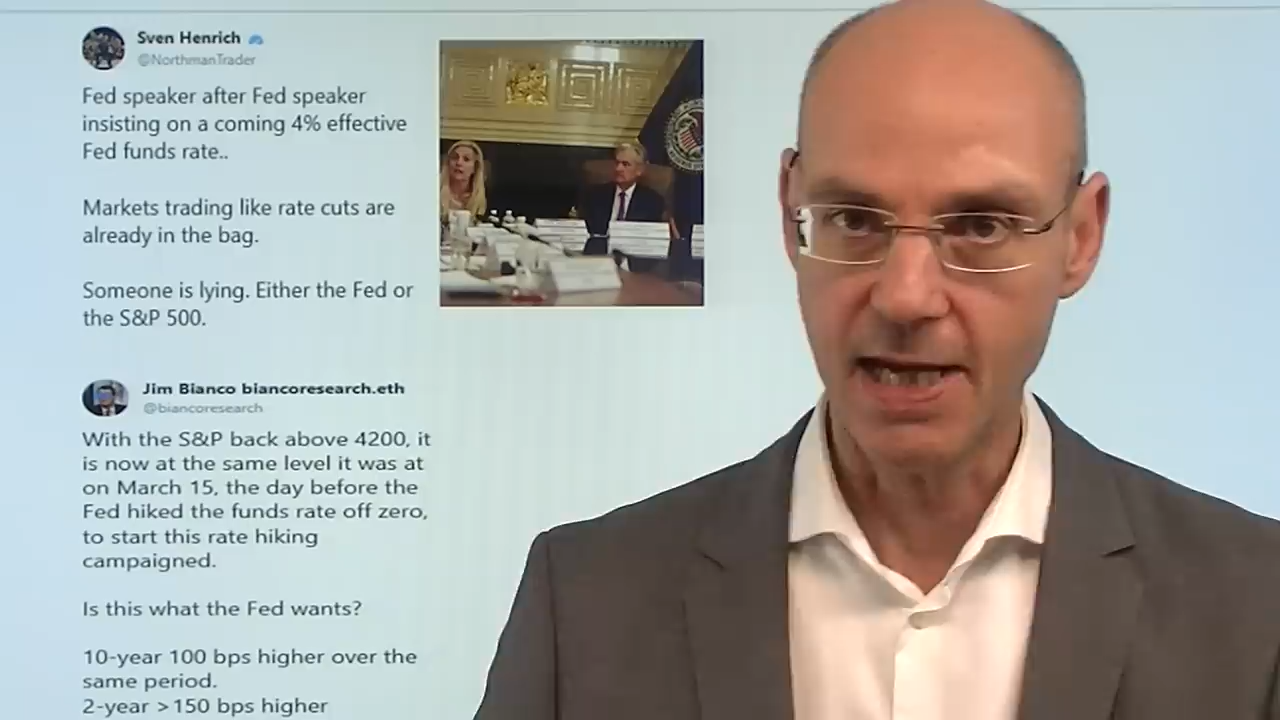 Sven Henrich
@NorthmanTrader
Fed speaker after Fed speaker
insisting on a coming 4% effective
Fed funds rate..
Markets trading like rate cuts are
already in the bag.
Someone is lying. Either the Fed or
the S&P 500.
Jim Bianco biancoresearch.eth
@biancoresearch
With the S&P back above 4200, it
is now at the same level it was at
on March 15, the day before the
Fed hiked the funds rate off zero,
to start this rate hiking
campaigned.
Is this what the Fed wants?
10-year 100 bps higher over the
same period.
2-year >150 bps higher